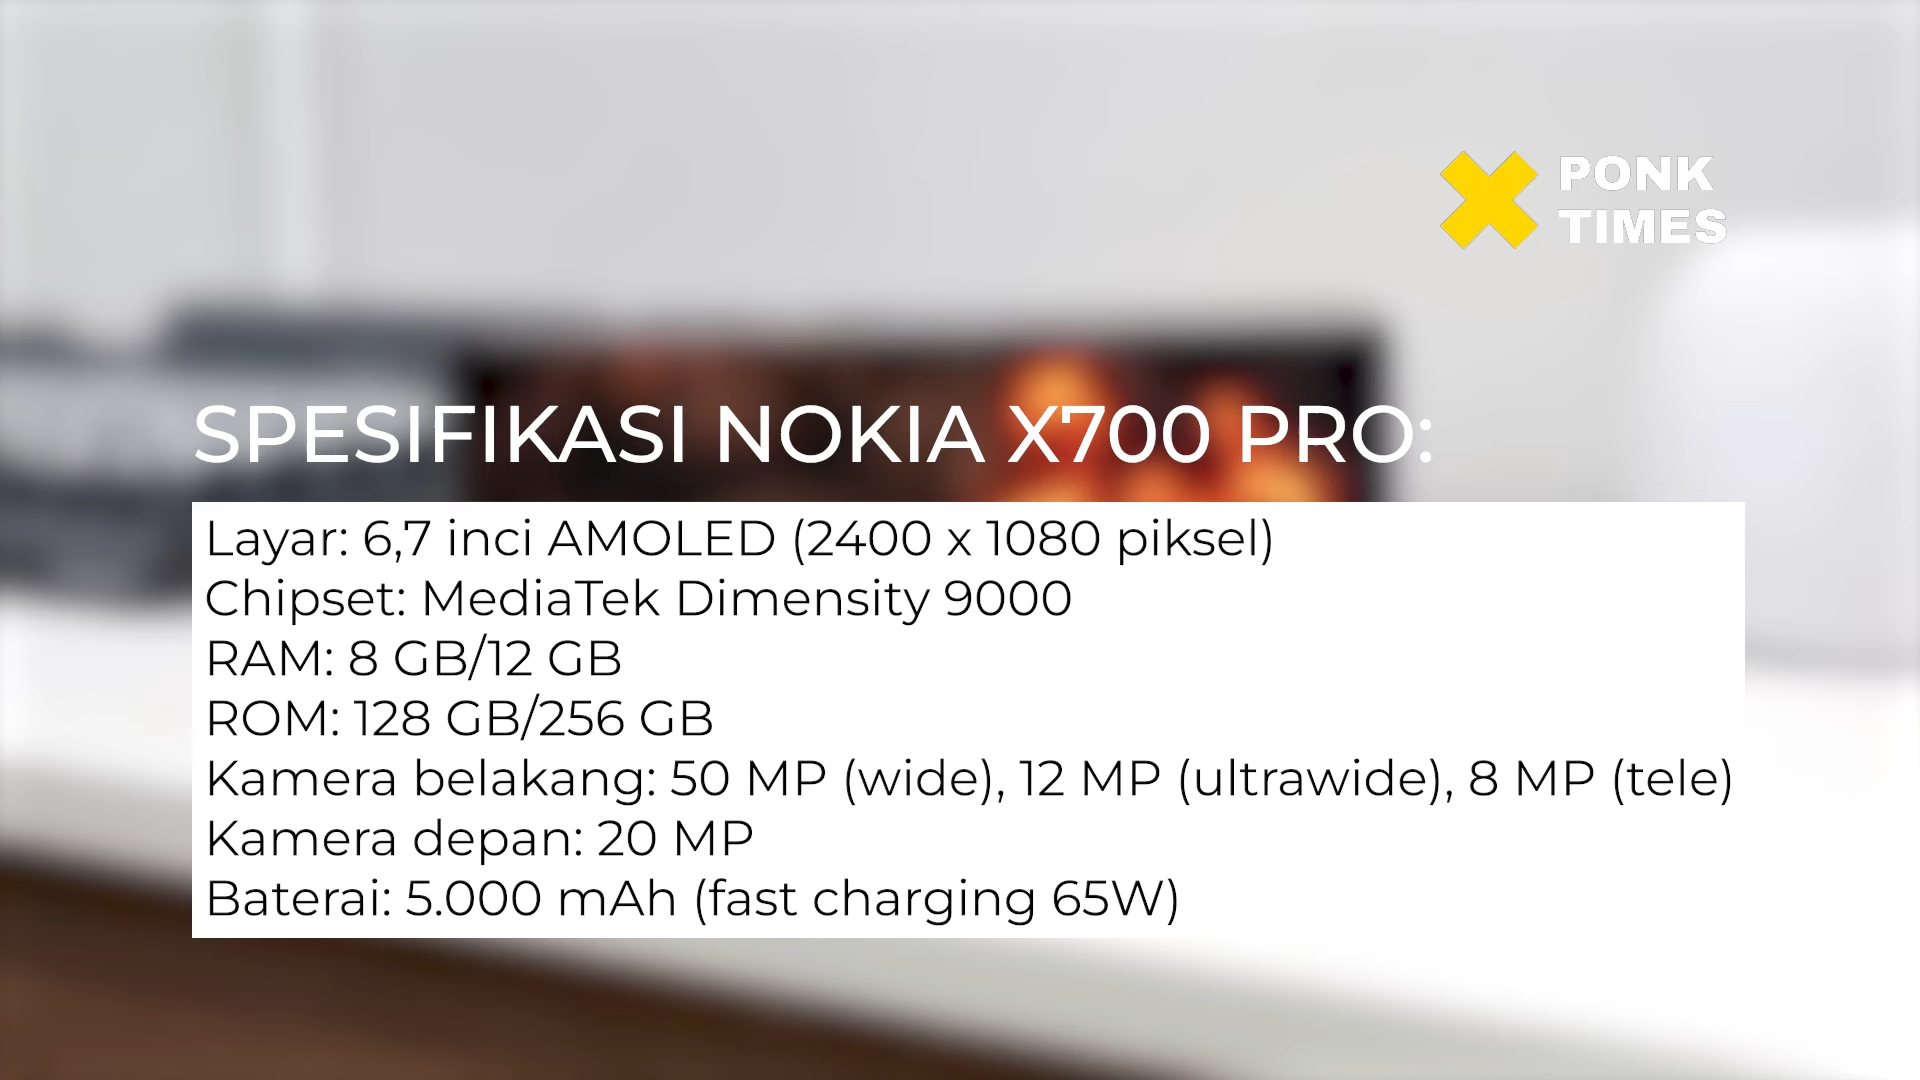 PONK
TIMES
SPESIFIKASI NOKIA X700 PRO:
Layar: 6,7 inci AMOLED (2400 x 1080 piksel)
Chipset: MediaTek Dimensity 9000
RAM: 8 GB/12 GB
ROM: 128 GB/256 GB
Kamera belakang: 50 MP (wide), 12 MP (ultrawide), 8 MP (tele)
Kamera depan: 20 MP
Baterai: 5.000 mAh (fast charging 65W)